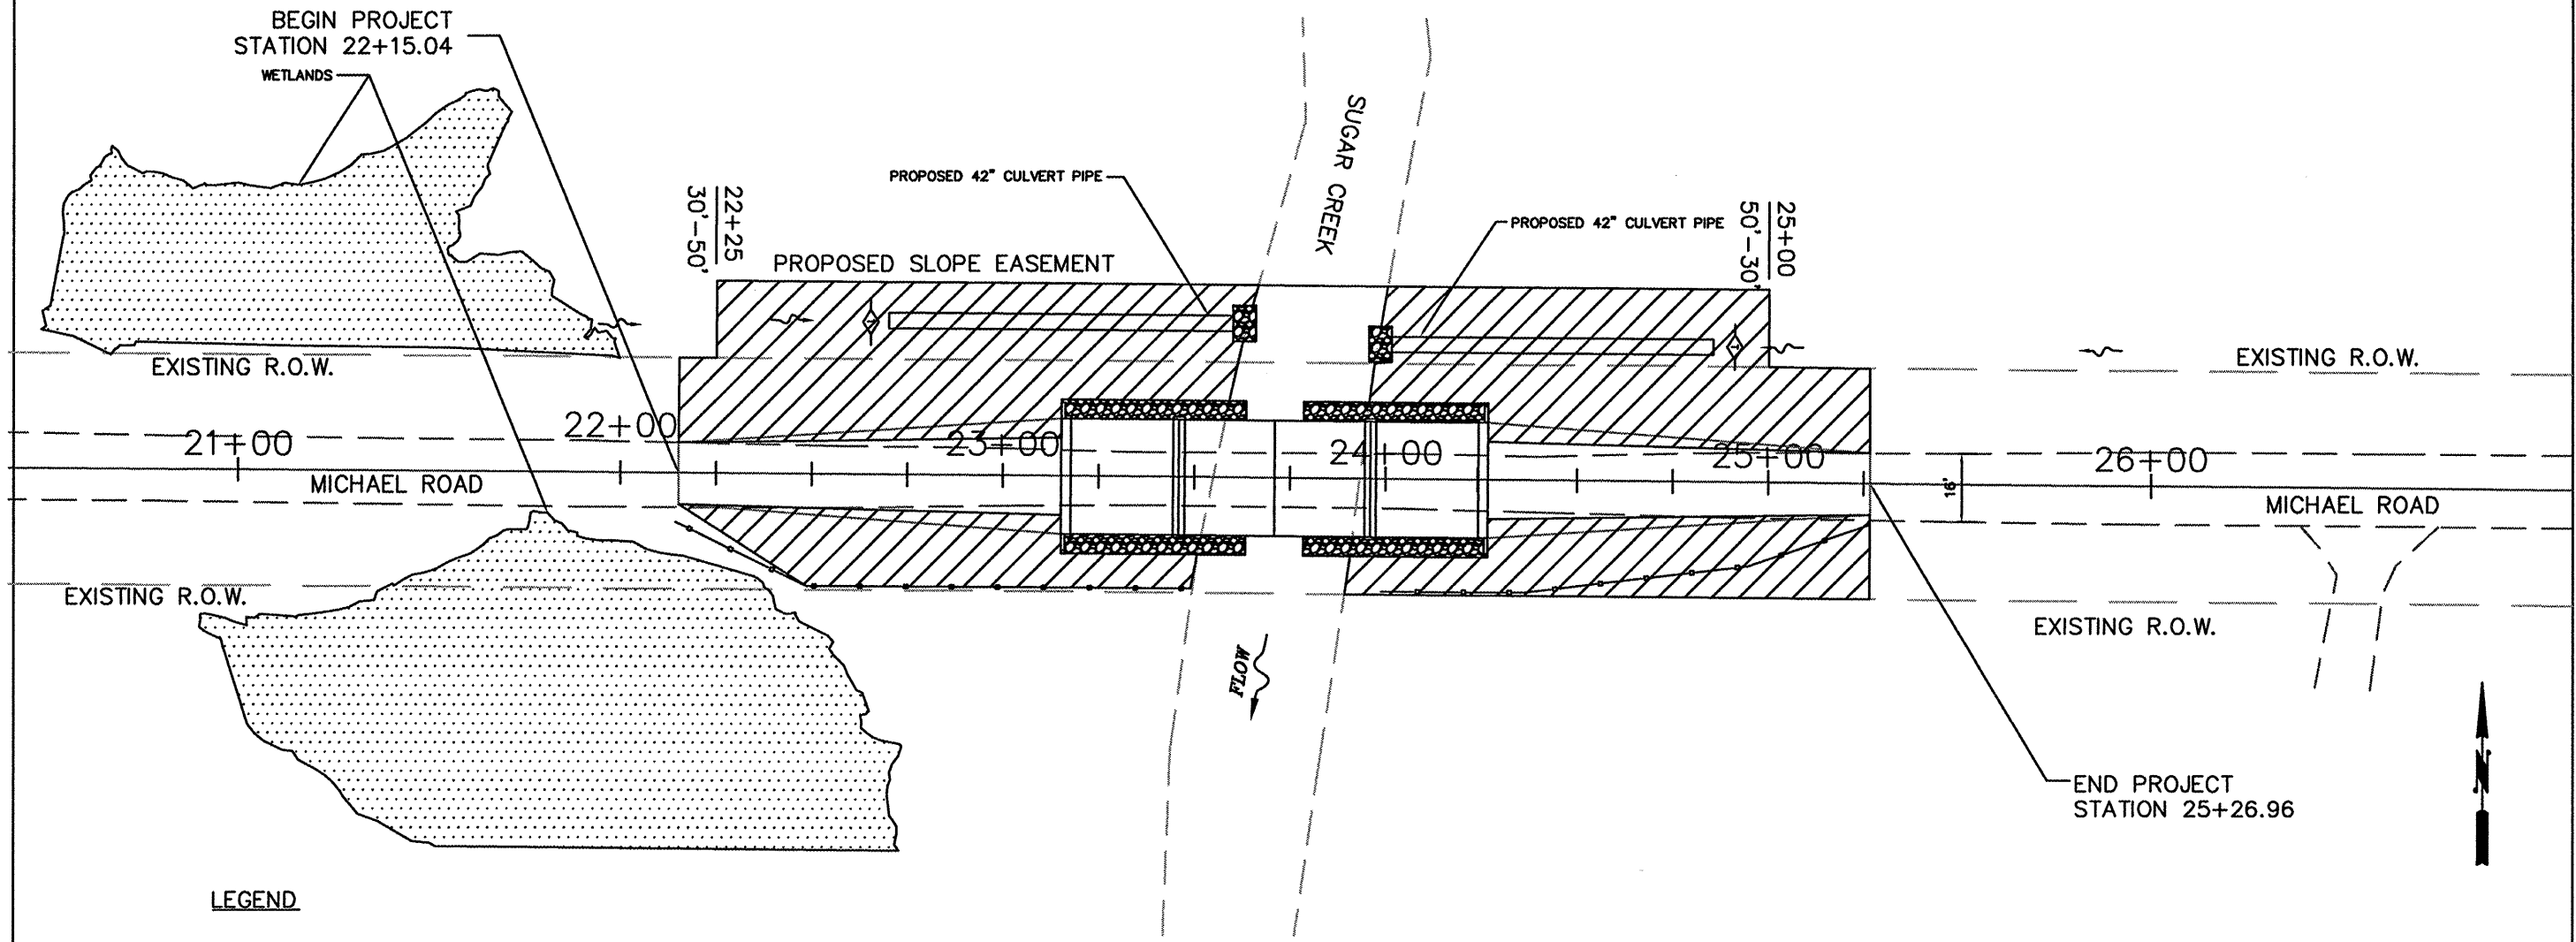 BEGIN PROJECT
STATION 22+15.04
WETLANDS
SUGAR CREEK
PROPOSED 42" CULVERT PIPE
22+25
30'-50'
PROPOSED SLOPE EASEMENT
PROPOSED 42" CULVERT PIPE
25+00
50'-30'
EXISTING R.O.W.
EXISTING R.O.W.
21+00
22+00
23+00
24+00
25+00
26+00
MICHAEL ROAD
16'
MICHAEL ROAD
EXISTING R.O.W.
EXISTING R.O.W.
FLOW
N
END PROJECT
STATION 25+26.96
LEGEND